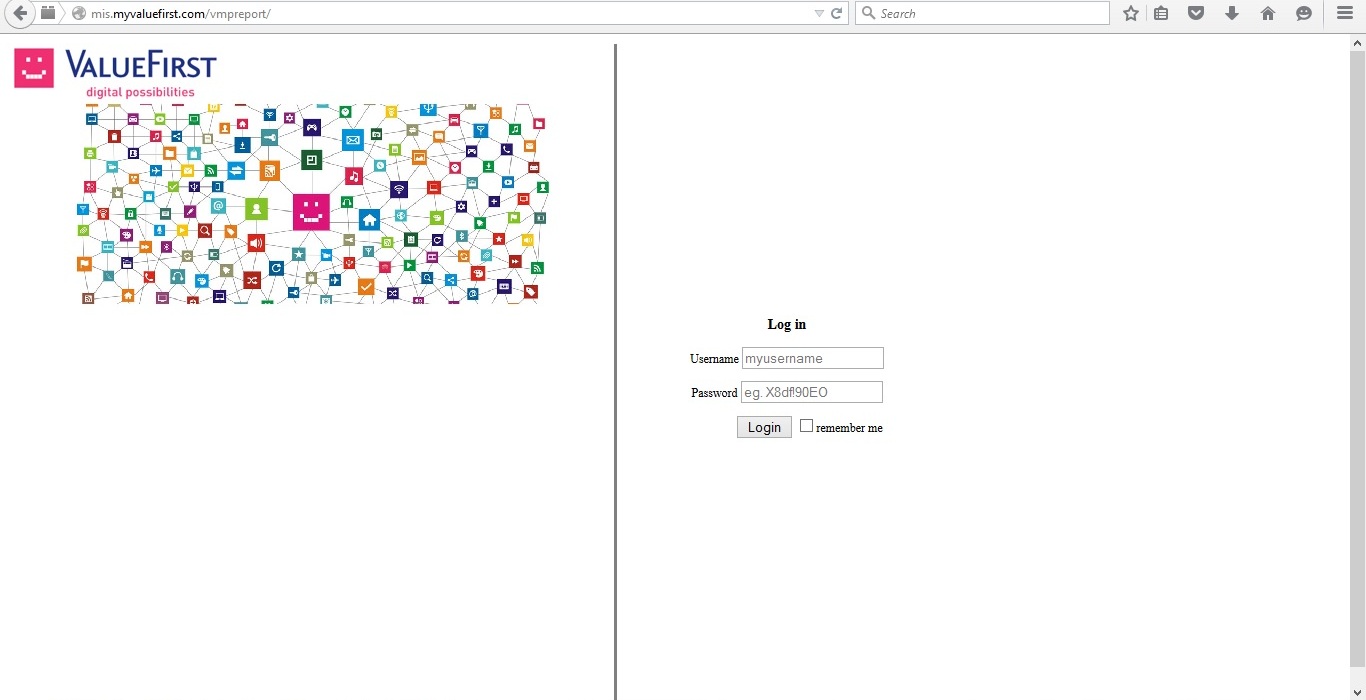 mis.myvaluefirst.com/vmpreport/
Search
VALUEFIRST
digital possibilities
Log in
Username myusername
Password eg. X8df!90EO
Login remember me